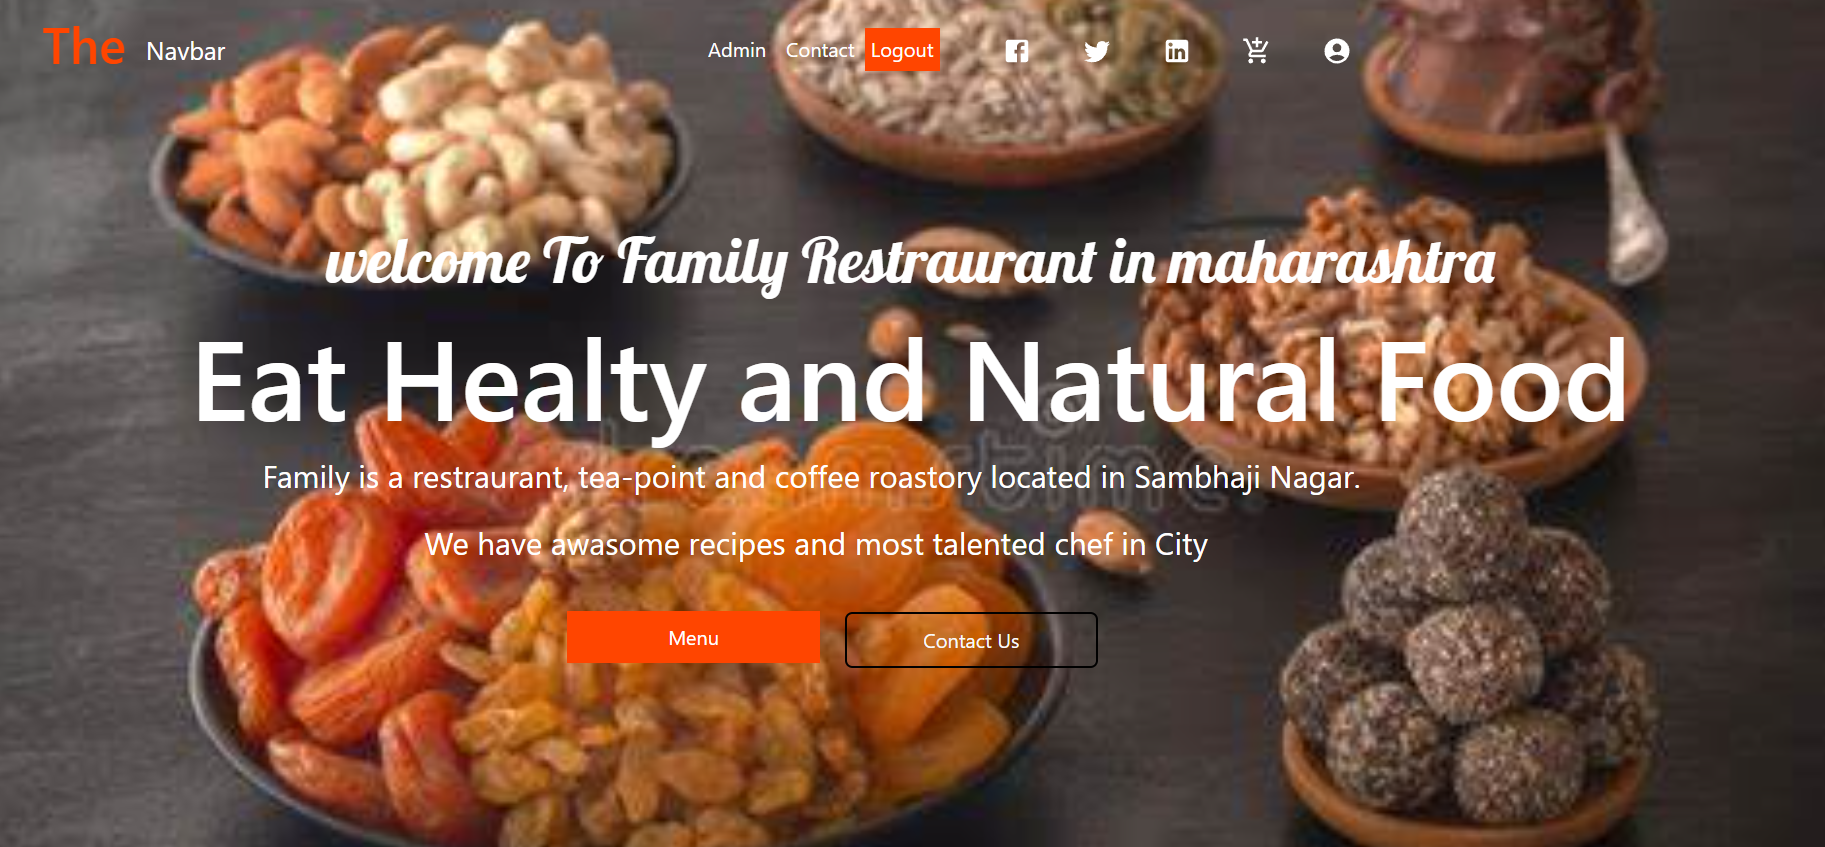 The Navbar Admin Contact Logout
welcome To Family Restraurant in maharashtra
Eat Healty and Natural Food
Family is a restraurant, tea-point and coffee roastory located in Sambhaji Nagar.
We have awasome recipes and most talented chef in City
Menu Contact Us